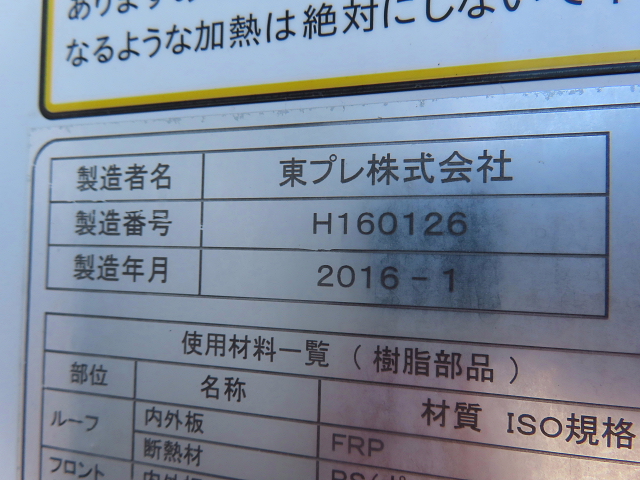 なるような加熱は絶対にしないで
製造者名 東プレ株式会社
製造番号 H160126
製造年月 2016-1
使用材料一覧 ( 樹脂部品 )
部位 名称 材質 ISO規格
ルーフ 内外板 FRP
断熱材
フロント